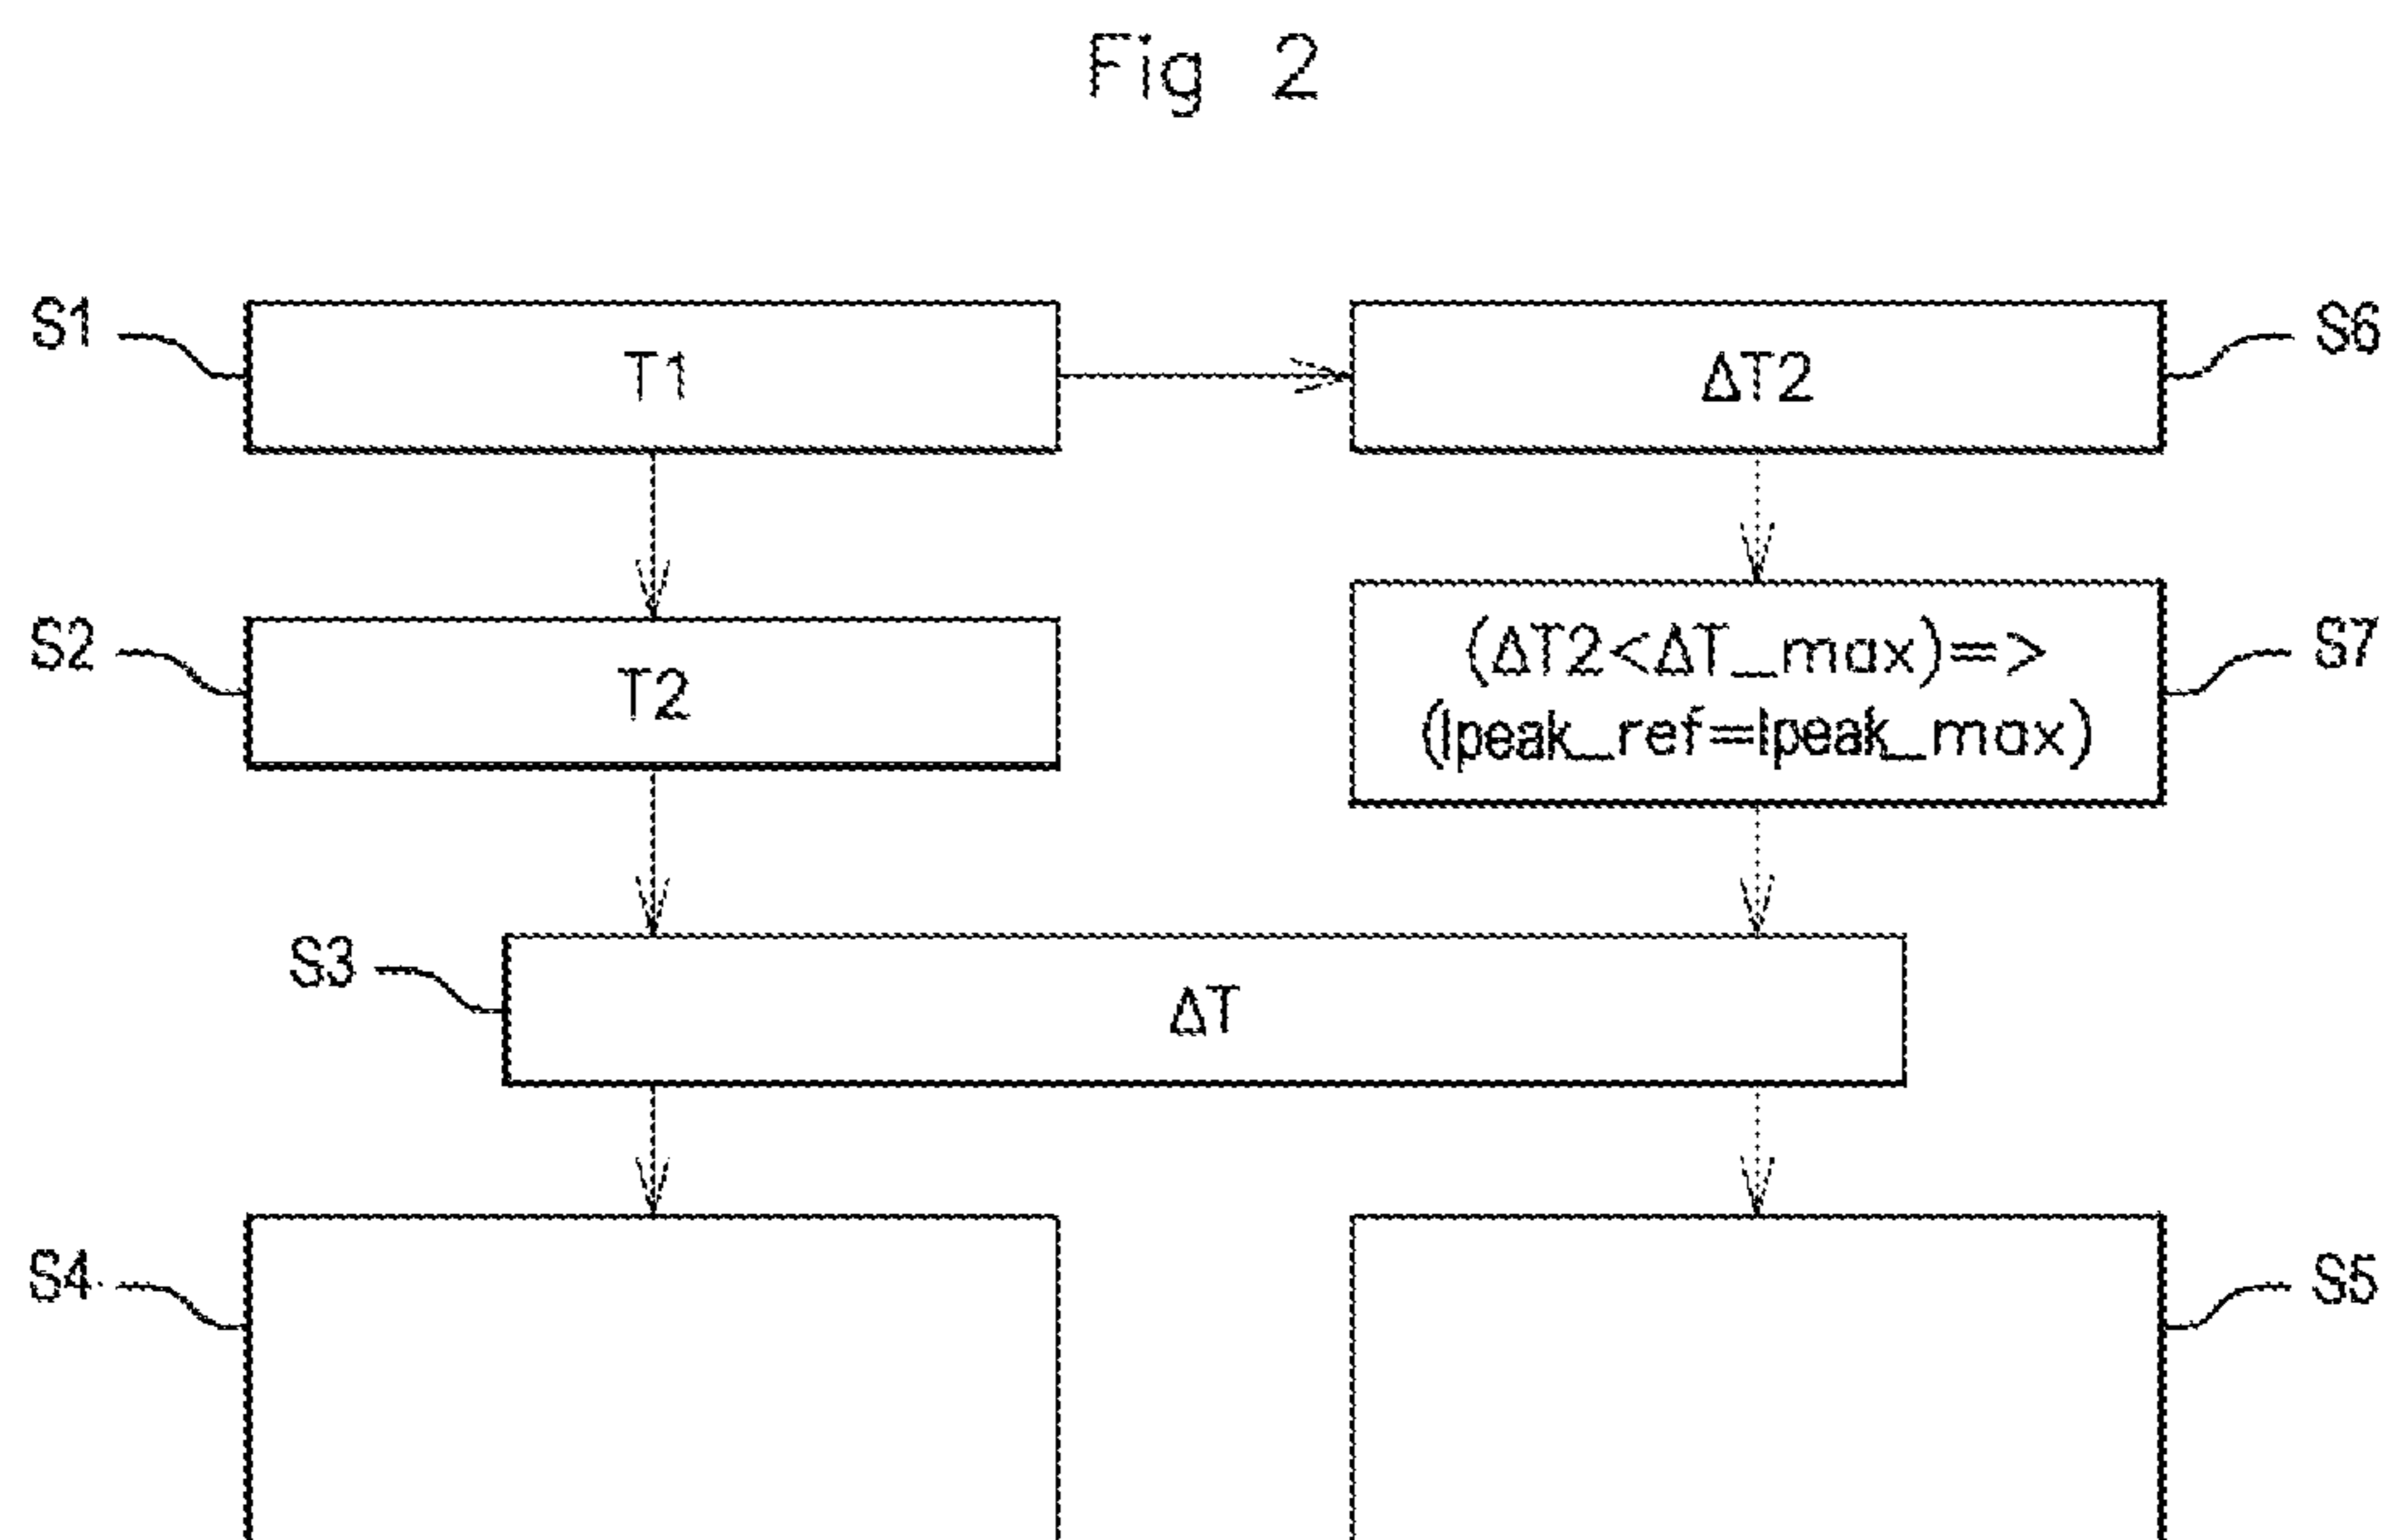 Fig 2
S1
T1
ΔT2
S6
S2
T2
(ΔT2<ΔT_max)=>
(Ipeak_ref=Ipeak_max)
S7
S3
ΔT
S4
S5